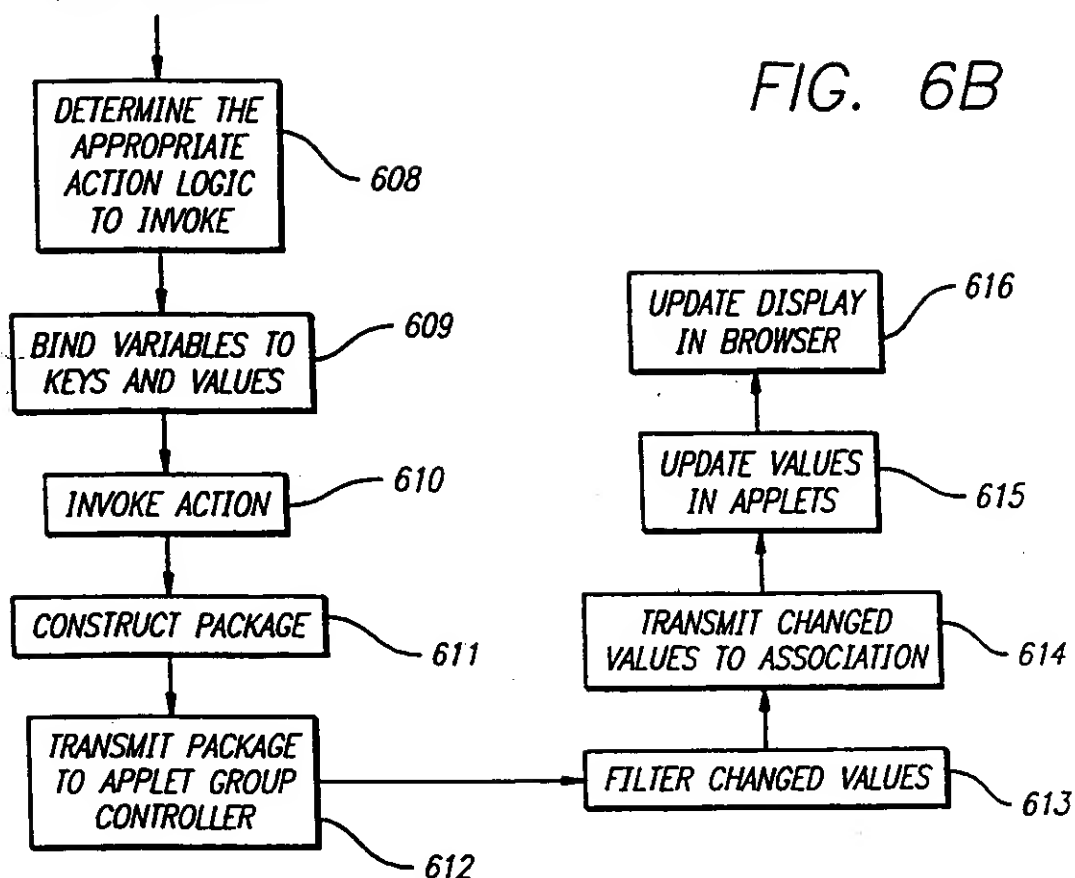 FIG. 6B
DETERMINE THE
APPROPRIATE
ACTION LOGIC
TO INVOKE
608
BIND VARIABLES TO
KEYS AND VALUES
609
INVOKE ACTION
610
CONSTRUCT PACKAGE
611
TRANSMIT PACKAGE
TO APPLET GROUP
CONTROLLER
612
FILTER CHANGED VALUES
613
TRANSMIT CHANGED
VALUES TO ASSOCIATION
614
UPDATE VALUES
IN APPLETS
615
UPDATE DISPLAY
IN BROWSER
616